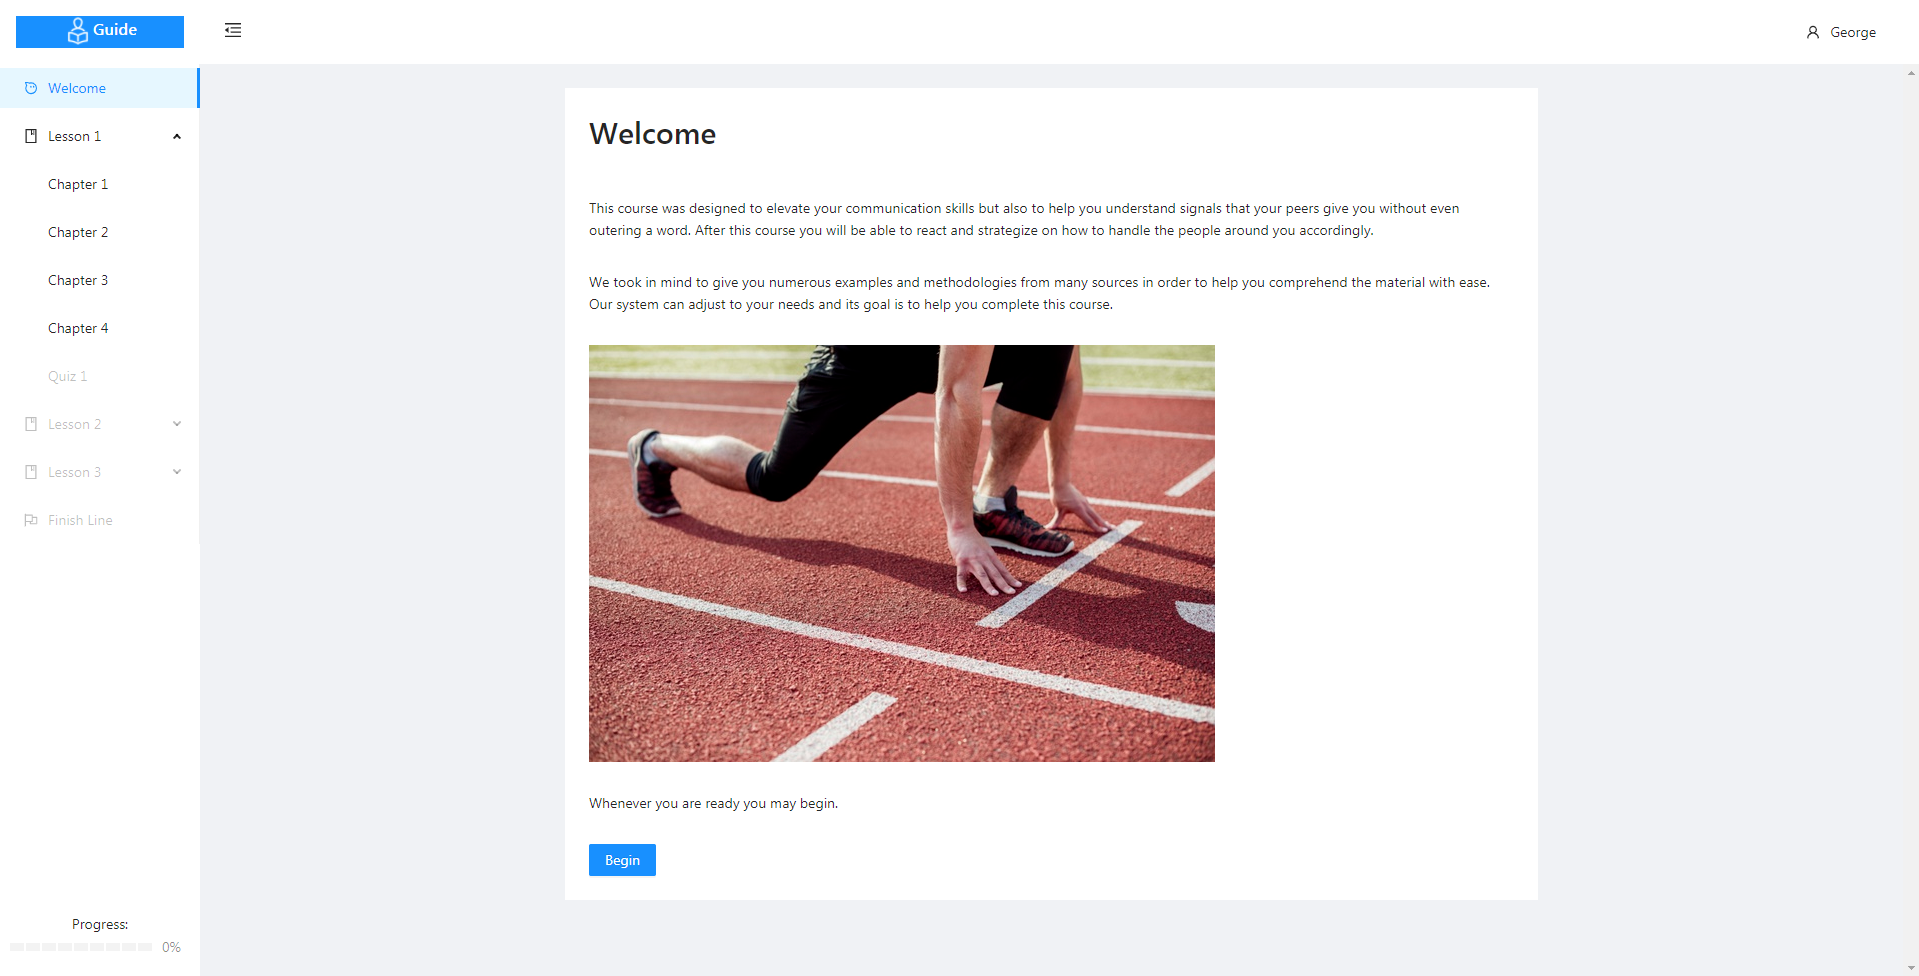 Guide
George
Welcome
Lesson 1
Chapter 1
Chapter 2
Chapter 3
Chapter 4
Quiz 1
Lesson 2
Lesson 3
Finish Line
Progress:
0%
Welcome
This course was designed to elevate your communication skills but also to help you understand signals that your peers give you without even
outering a word. After this course you will be able to react and strategize on how to handle the people around you accordingly.
We took in mind to give you numerous examples and methodologies from many sources in order to help you comprehend the material with ease.
Our system can adjust to your needs and its goal is to help you complete this course.
Whenever you are ready you may begin.
Begin